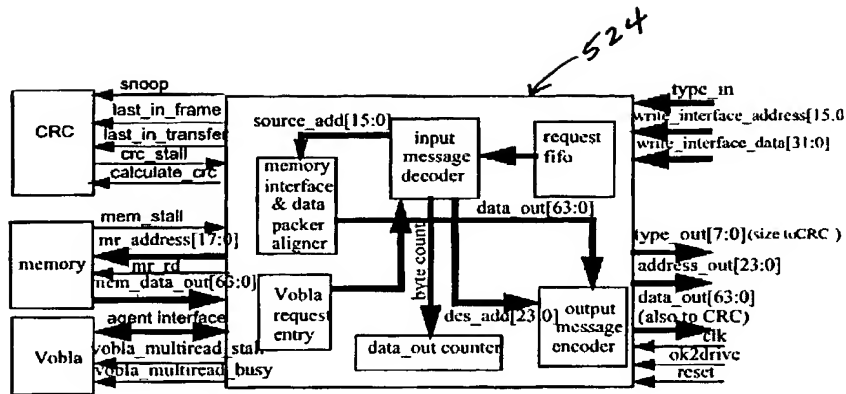 524
snoop
last_in_frame
last_in_transfer
crc_stall
calculate_crc
CRC
mem_stall
mr_address[17:0]
mr_rd
mem_data_out[63:0]
memory
agent interface
vobla_multiread_stall
vobla_multiread_busy
Vobla
source_add[15:0]
input
message
decoder
request
fifo
memory
interface
& data
packer
aligner
data_out[63:0]
byte count
Vobla
request
entry
des_add[23:0]
output
message
encoder
data_out counter
type_in
write_interface_address[15:0
write_interface_data[31:0]
type_out[7:0](size toCRC )
address_out[23:0]
data_out[63:0]
(also to CRC)
clk
ok2drive
reset